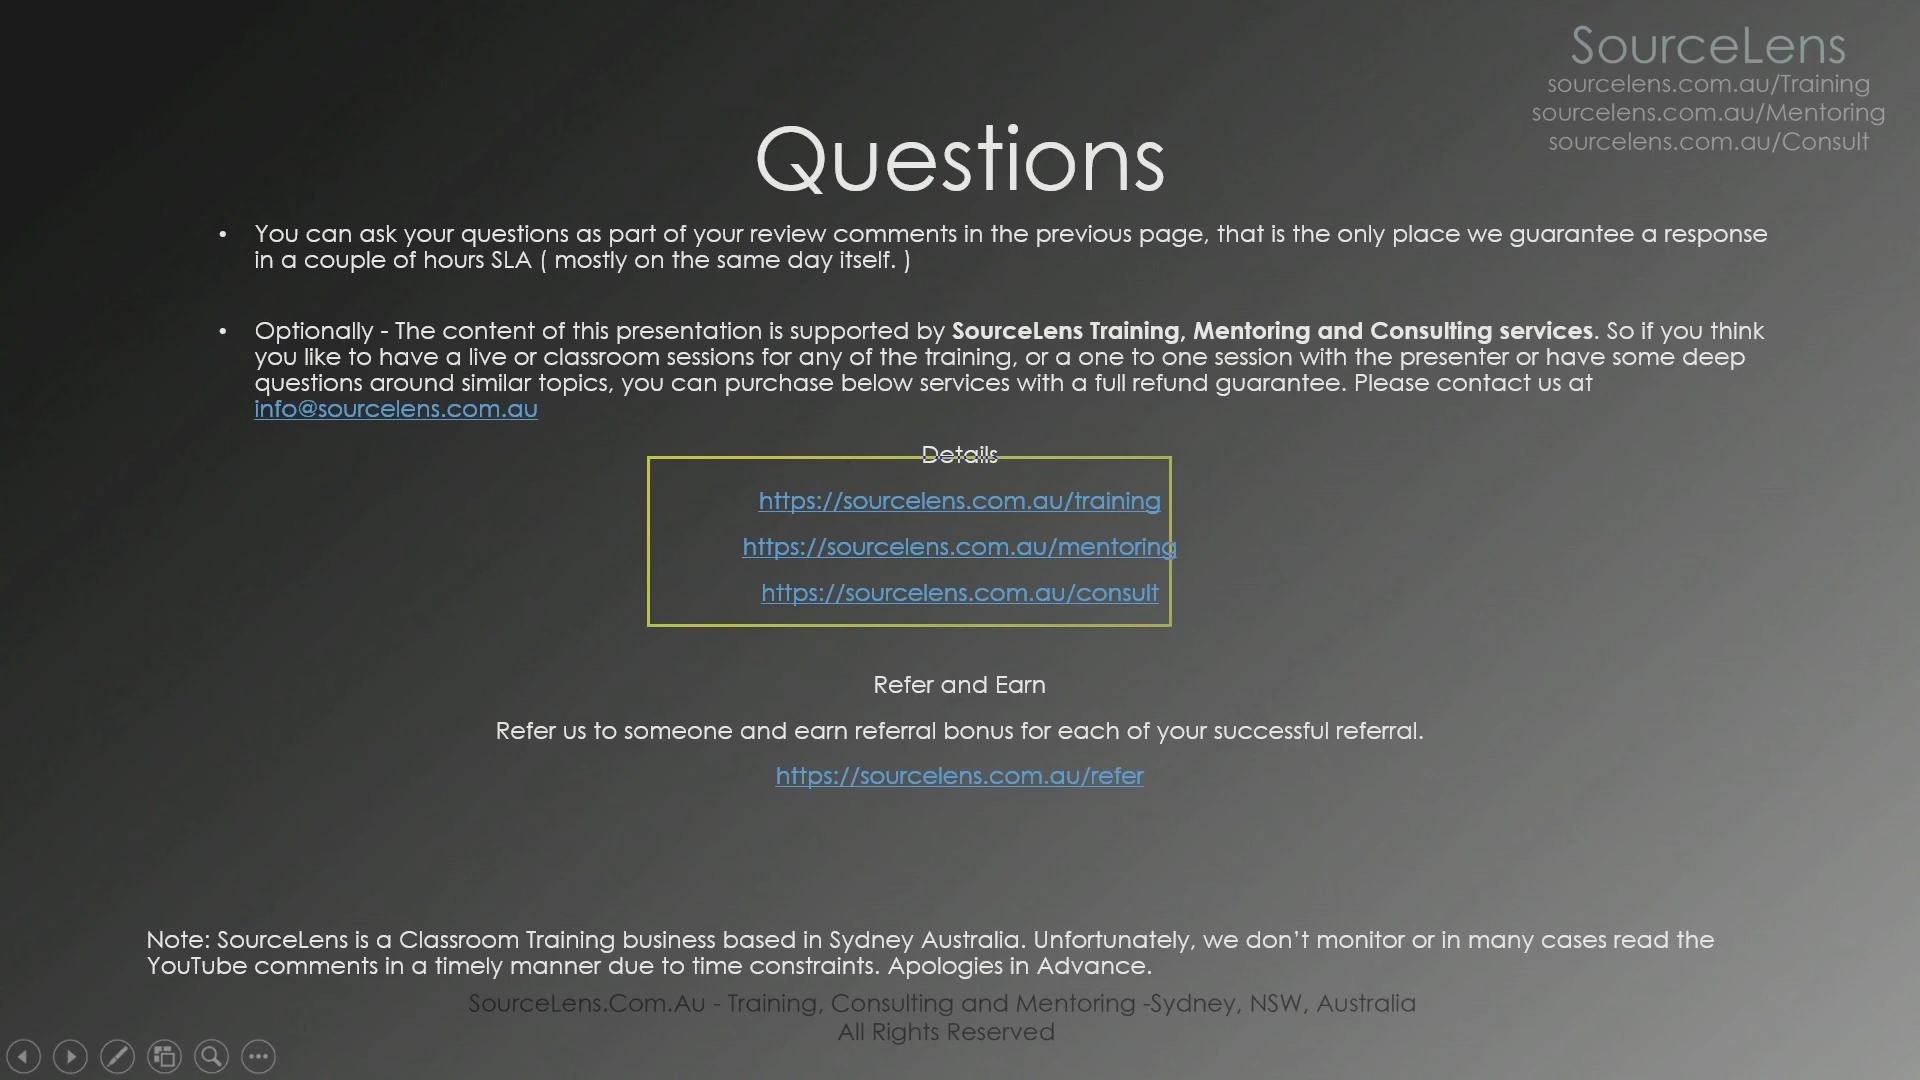 SourceLens
sourcelens.com.au/Training
sourcelens.com.au/Mentoring
sourcelens.com.au/Consult
Questions
• You can ask your questions as part of your review comments in the previous page, that is the only place we guarantee a response
in a couple of hours SLA ( mostly on the same day itself. )
• Optionally - The content of this presentation is supported by SourceLens Training, Mentoring and Consulting services. So if you think
you like to have a live or classroom sessions for any of the training, or a one to one session with the presenter or have some deep
questions around similar topics, you can purchase below services with a full refund guarantee. Please contact us at
info@sourcelens.com.au
Details
https://sourcelens.com.au/training
https://sourcelens.com.au/mentoring
https://sourcelens.com.au/consult
Refer and Earn
Refer us to someone and earn referral bonus for each of your successful referral.
https://sourcelens.com.au/refer
Note: SourceLens is a Classroom Training business based in Sydney Australia. Unfortunately, we don’t monitor or in many cases read the
YouTube comments in a timely manner due to time constraints. Apologies in Advance.
SourceLens.Com.Au - Training, Consulting and Mentoring -Sydney, NSW, Australia
All Rights Reserved